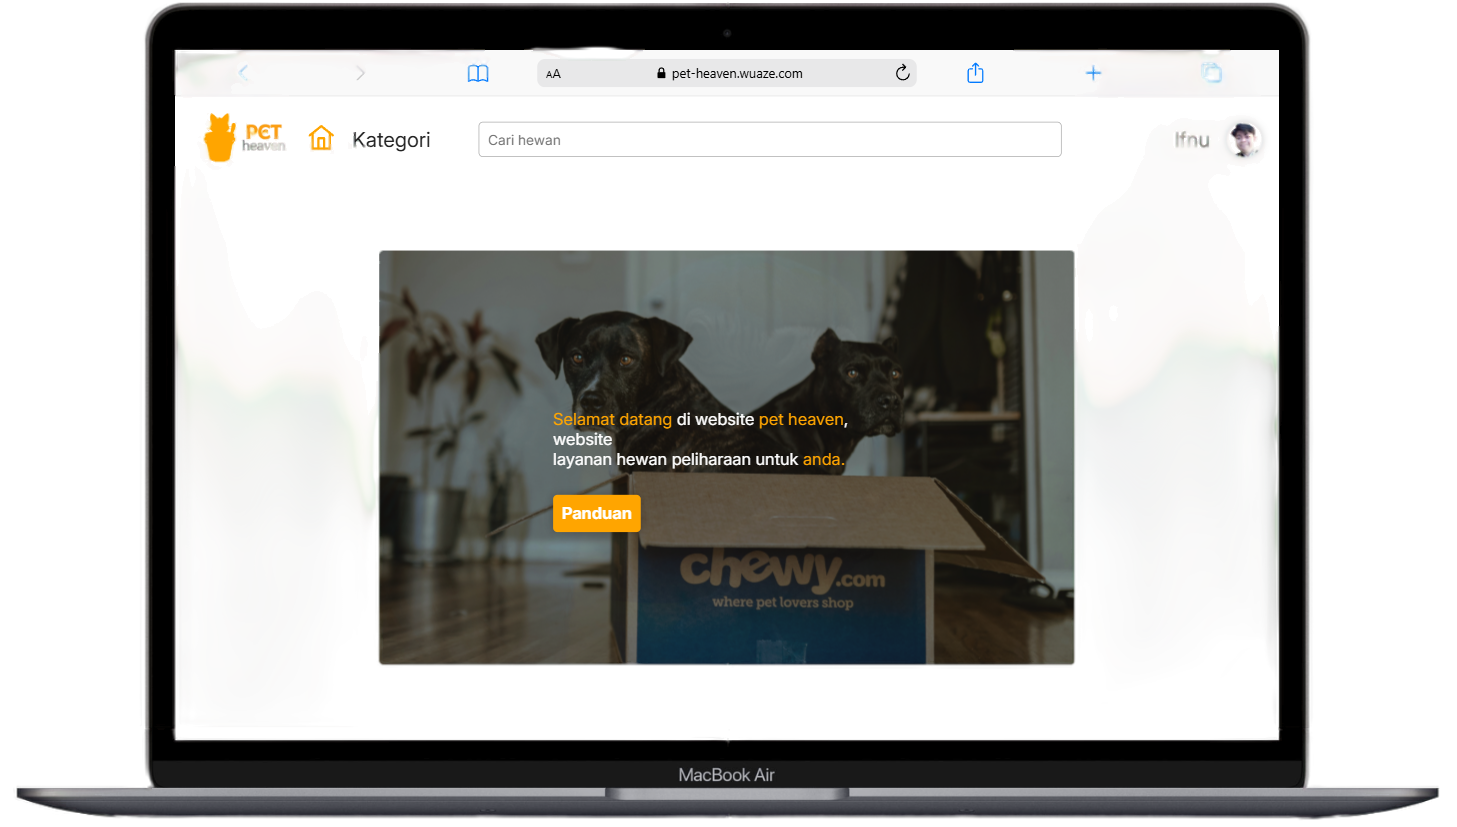 AA
pet-heaven.wuaze.com
PET
heaven
Kategori
Cari hewan
Ifnu
Selamat datang di website pet heaven,
website
layanan hewan peliharaan untuk anda.
Panduan
chewy.com
where pet lovers shop
MacBook Air